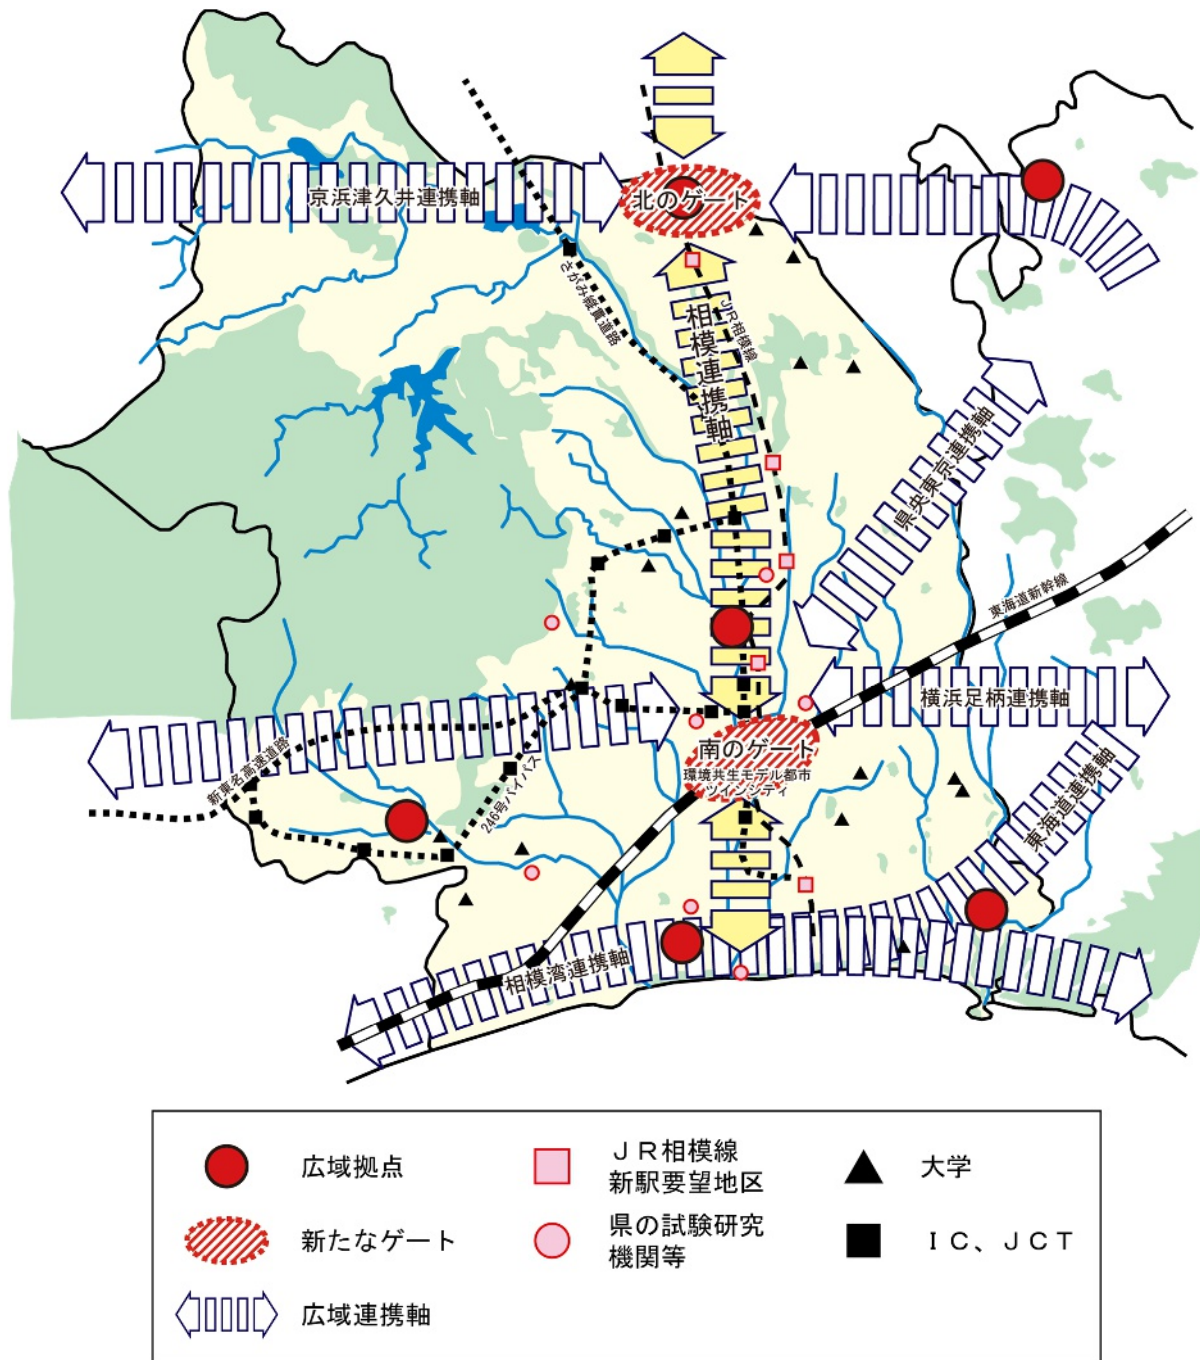 京浜津久井連携軸
北のゲート
さがみ縦貫道路
JR相模線
相模連携軸
県央東京連携軸
東海道新幹線
横浜足柄連携軸
新東名高速道路
246号バイパス
南のゲート
環境共生モデル都市
ツインシティ
東海道連携軸
相模湾連携軸
広域拠点
ＪＲ相模線
新駅要望地区
大学
新たなゲート
県の試験研究
機関等
ＩＣ、ＪＣＴ
広域連携軸